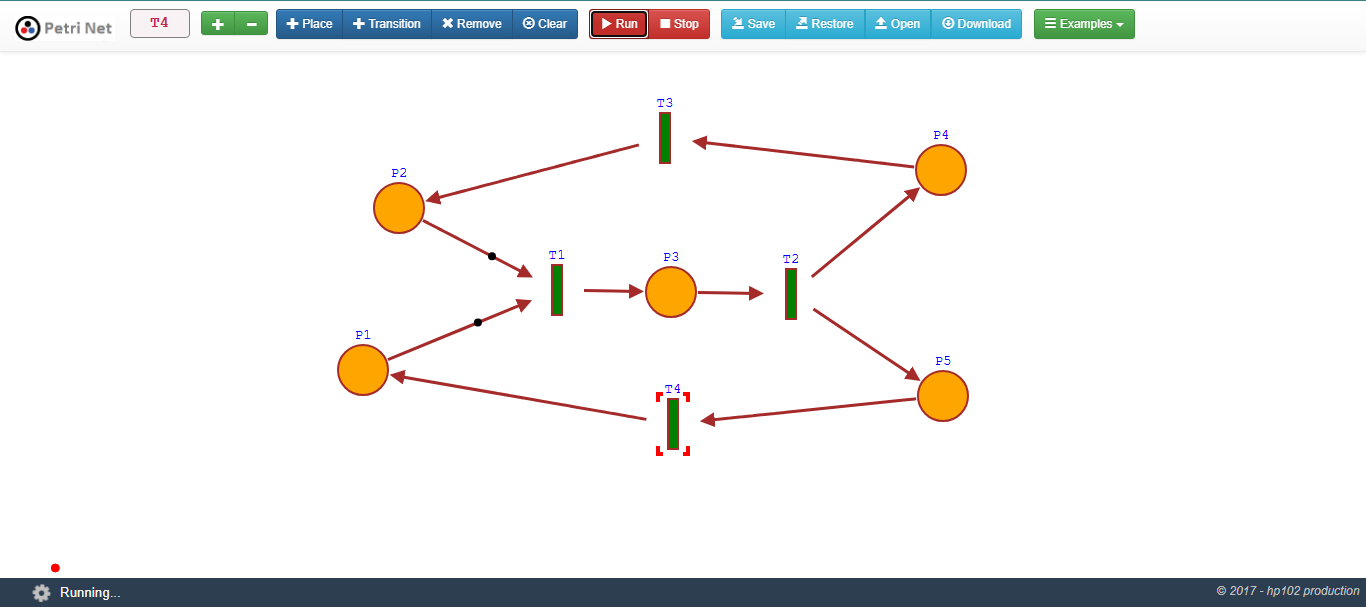 Petri Net T4 Place Transition Remove Clear Run Stop Save Restore Open Download Examples
T3
P4
P2
T1
P3
T2
P1
P5
T4
Running...
© 2017 - hp102 production